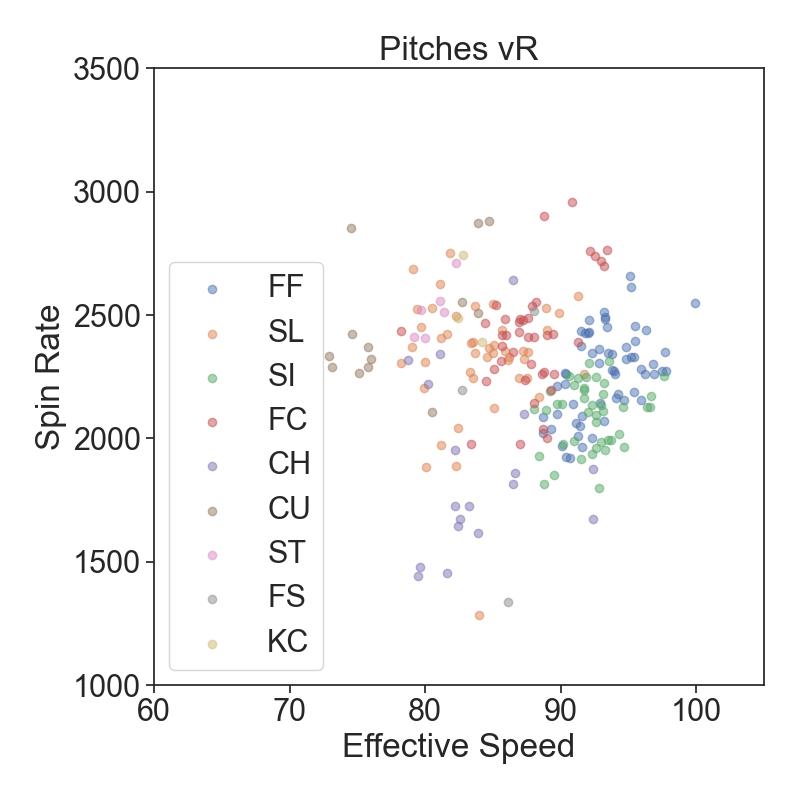 Pitches vR
3500
3000
2500
2000
1500
1000
Spin Rate
FF
SL
SI
FC
CH
CU
ST
FS
KC
60 70 80 90 100
Effective Speed